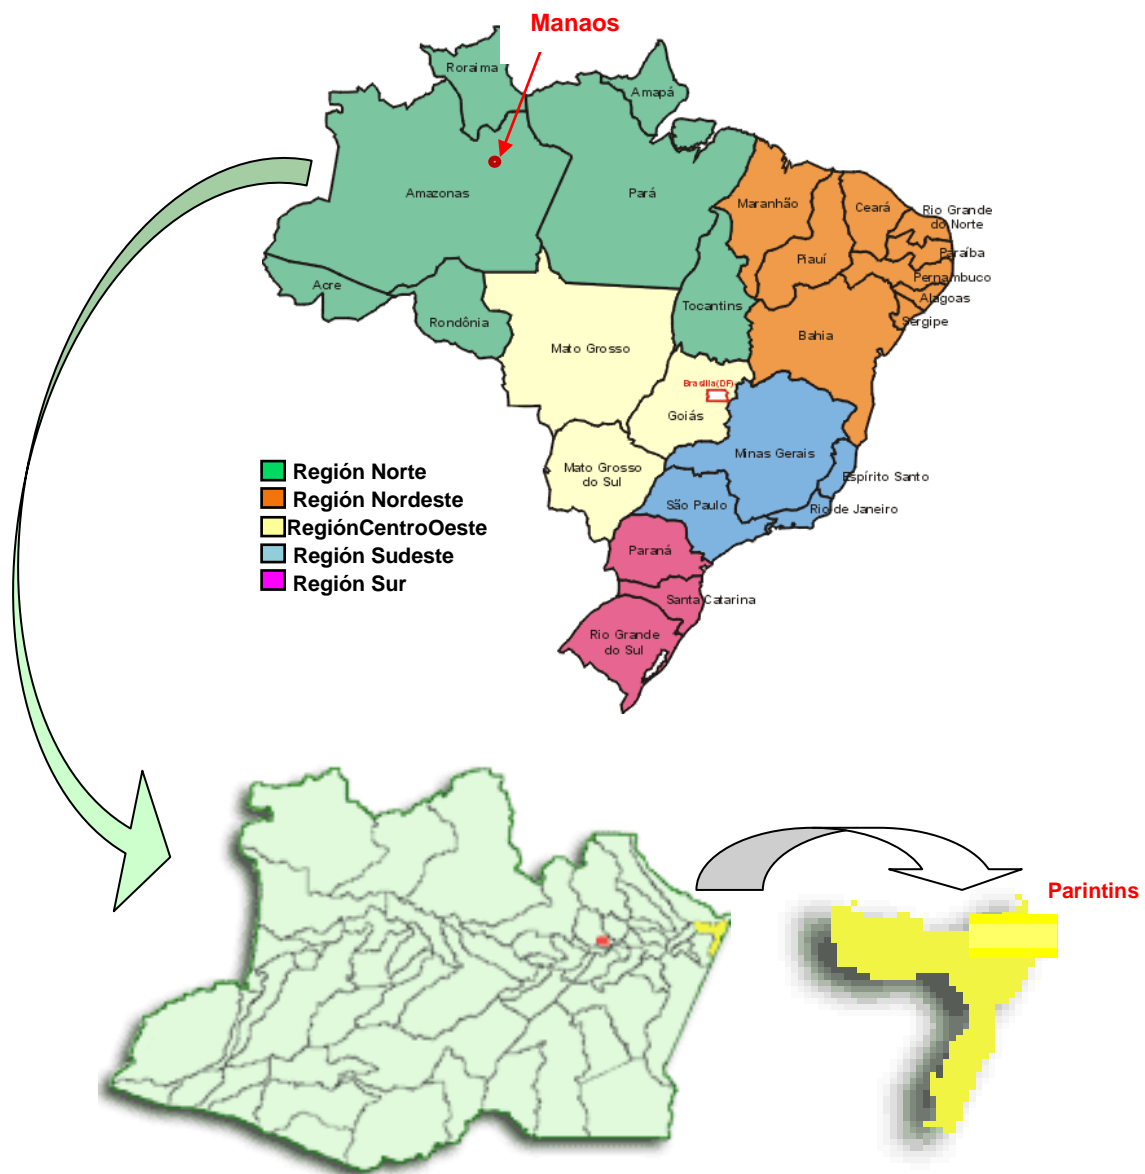 Manaos
Roraima
Amapá
Amazonas
Pará
Maranhão
Ceará
Rio Grande
do Norte
Paraíba
Piauí
Pernambuco
Acre
Alagoas
Tocantins
Sergipe
Rondônia
Bahia
Mato Grosso
Brasília(DF)
Goiás
Minas Gerais
Mato Grosso
do Sul
Espírito Santo
São Paulo
Rio de Janeiro
Región Norte
Región Nordeste
RegiónCentroOeste
Región Sudeste
Región Sur
Paraná
Santa Catarina
Rio Grande
do Sul
Parintins